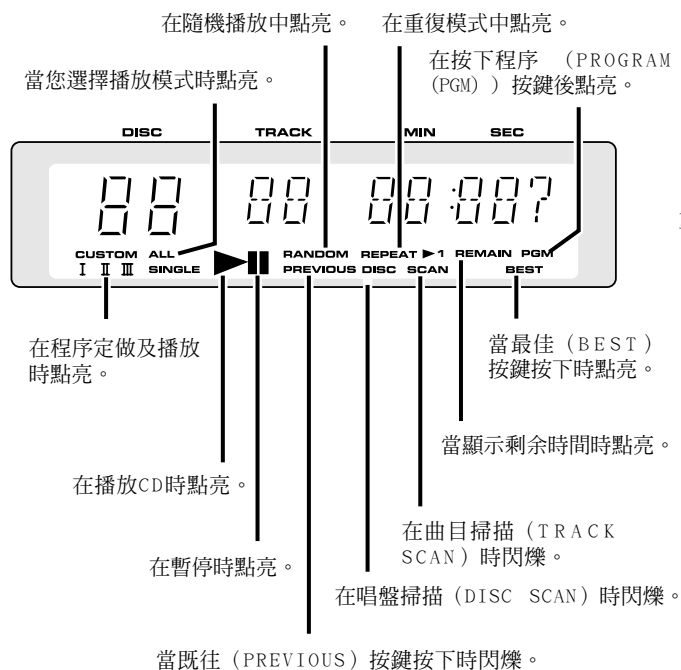 在隨機播放中點亮。
在重復模式中點亮。
在按下程序 （PROGRAM
(PGM)）按鍵後點亮。
當您選擇播放模式時點亮。
DISC TRACK MIN SEC
88 88 88:88?
CUSTOM ALL RANDOM REPEAT ►1 REMAIN PGM
I II III SINGLE PREVIOUS DISC SCAN BEST
在程序定做及播放
時點亮。
當最佳（BEST）
按鍵按下時點亮。
當顯示剩余時間時點亮。
在播放CD時點亮。
在曲目掃描（TRACK
SCAN）時閃爍。
在暫停時點亮。
在唱盤掃描（DISC SCAN）時閃爍。
當既往（PREVIOUS）按鍵按下時閃爍。